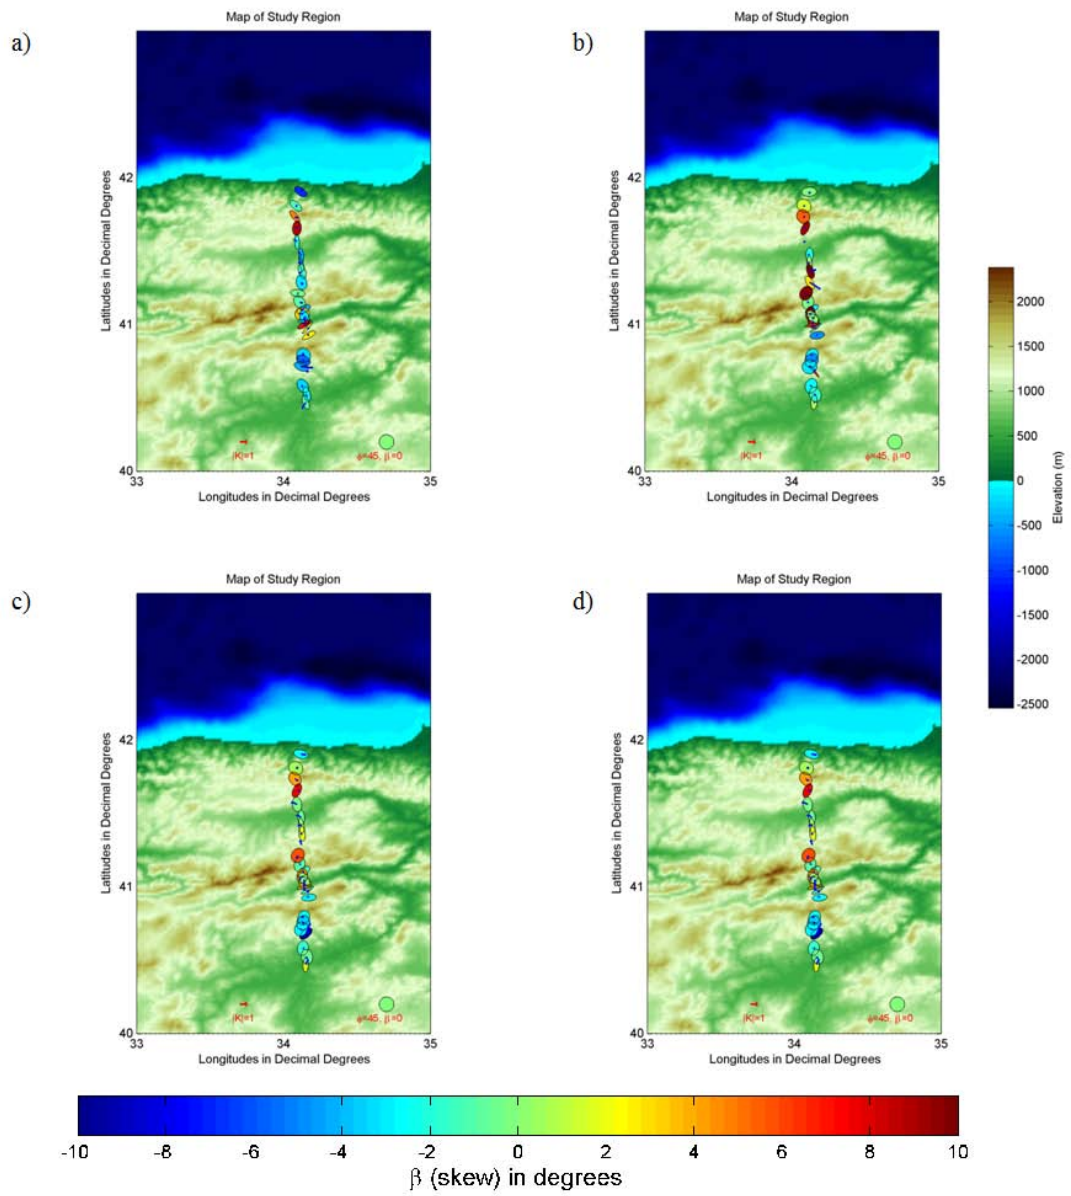 a)
Map of Study Region
Latitudes in Decimal Degrees
42
41
40
33
34
35
Longitudes in Decimal Degrees
|K|=1
ϕ=45, β=0
b)
Map of Study Region
Latitudes in Decimal Degrees
42
41
40
33
34
35
Longitudes in Decimal Degrees
|K|=1
ϕ=45, β=0
2000
1500
1000
500
0
-500
-1000
-1500
-2000
-2500
Elevation (m)
c)
Map of Study Region
Latitudes in Decimal Degrees
42
41
40
33
34
35
Longitudes in Decimal Degrees
|K|=1
ϕ=45, β=0
d)
Map of Study Region
Latitudes in Decimal Degrees
42
41
40
33
34
35
Longitudes in Decimal Degrees
|K|=1
ϕ=45, β=0
-10 -8 -6 -4 -2 0 2 4 6 8 10
β (skew) in degrees